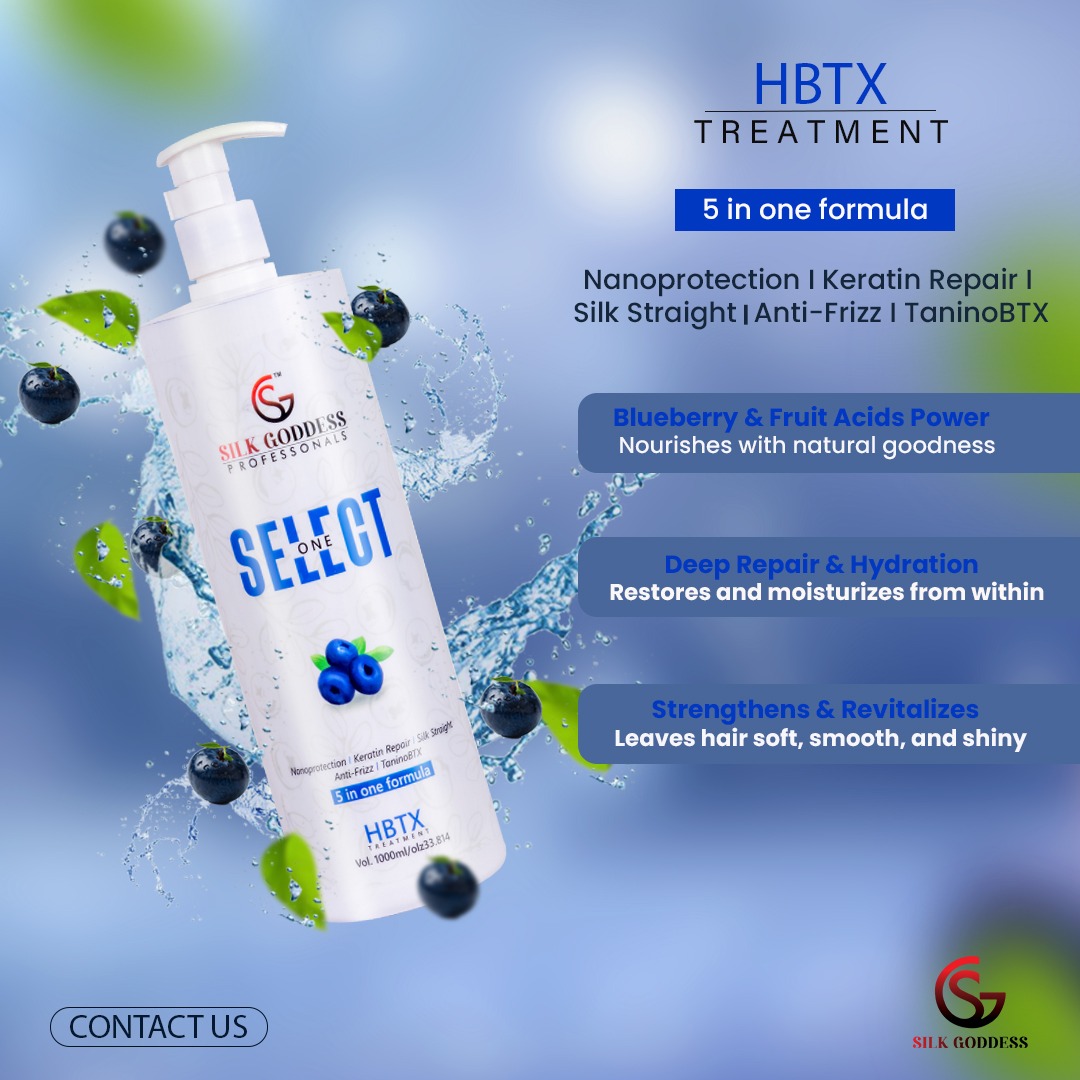 HBTX
TREATMENT
5 in one formula
Nanoprotection I Keratin Repair I
Silk Straight | Anti-Frizz I TaninoBTX
Blueberry & Fruit Acids Power
Nourishes with natural goodness
Deep Repair & Hydration
Restores and moisturizes from within
Strengthens & Revitalizes
Leaves hair soft, smooth, and shiny
SG™
SILK GODDESS
PROFESSONALS
SELECT
ONE
Nanoprotection | Keratin Repair | Silk Straight
Anti-Frizz | TaninoBTX
5 in one formula
HBTX
TREATMENT
Vol. 1000ml/olz33.814
CONTACT US
SG
SILK GODDESS